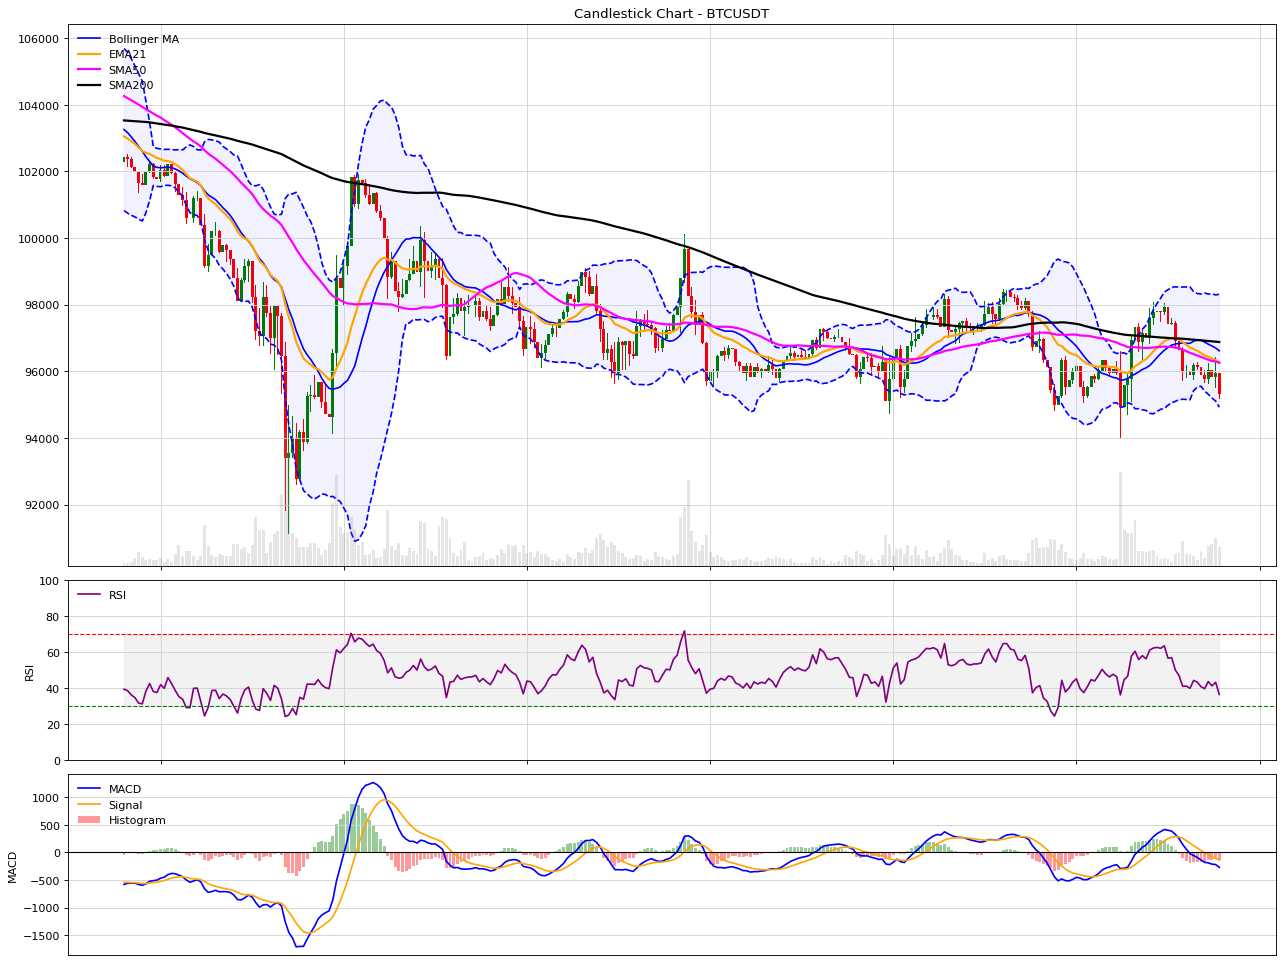 Candlestick Chart - BTCUSDT
106000
104000
102000
100000
98000
96000
94000
92000
Bollinger MA
EMA21
SMA50
SMA200
100
80
60
40
20
0
RSI
RSI
1000
500
0
−500
−1000
−1500
MACD
MACD
Signal
Histogram